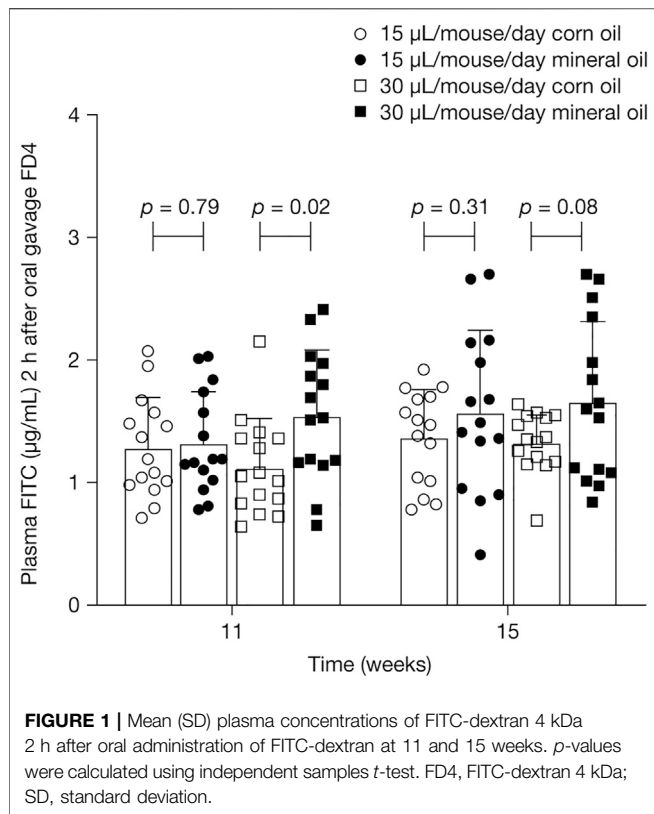 ○ 15 µL/mouse/day corn oil
● 15 µL/mouse/day mineral oil
□ 30 µL/mouse/day corn oil
■ 30 µL/mouse/day mineral oil
Plasma FITC (µg/mL) 2 h after oral gavage FD4
4
3
2
1
0
p = 0.79
p = 0.02
p = 0.31
p = 0.08
11
15
Time (weeks)
FIGURE 1 | Mean (SD) plasma concentrations of FITC-dextran 4 kDa
2 h after oral administration of FITC-dextran at 11 and 15 weeks. p-values
were calculated using independent samples t-test. FD4, FITC-dextran 4 kDa;
SD, standard deviation.